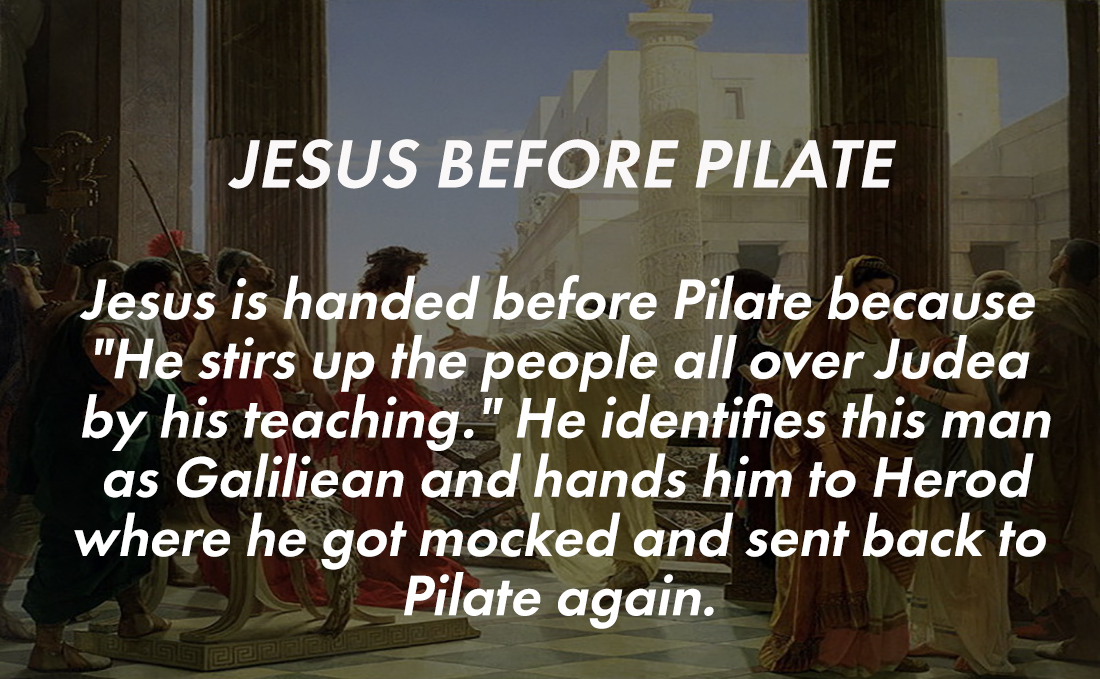 JESUS BEFORE PILATE
Jesus is handed before Pilate because
"He stirs up the people all over Judea
by his teaching." He identifies this man
as Galiliean and hands him to Herod
where he got mocked and sent back to
Pilate again.